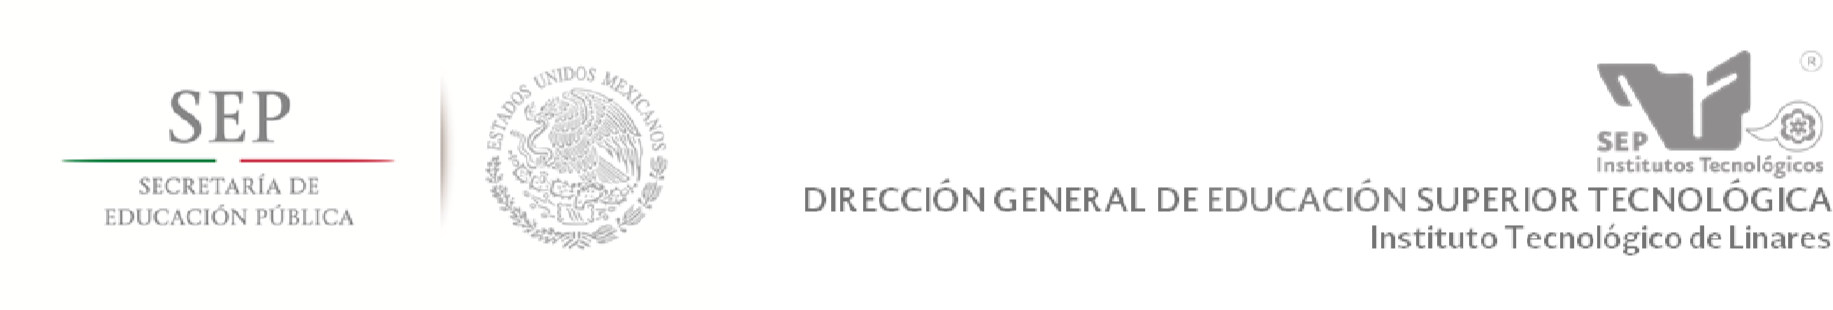 SEP
SECRETARÍA DE
EDUCACIÓN PÚBLICA
ESTADOS UNIDOS MEXICANOS
®
SEP
Institutos Tecnológicos
DIRECCIÓN GENERAL DE EDUCACIÓN SUPERIOR TECNOLÓGICA
Instituto Tecnológico de Linares